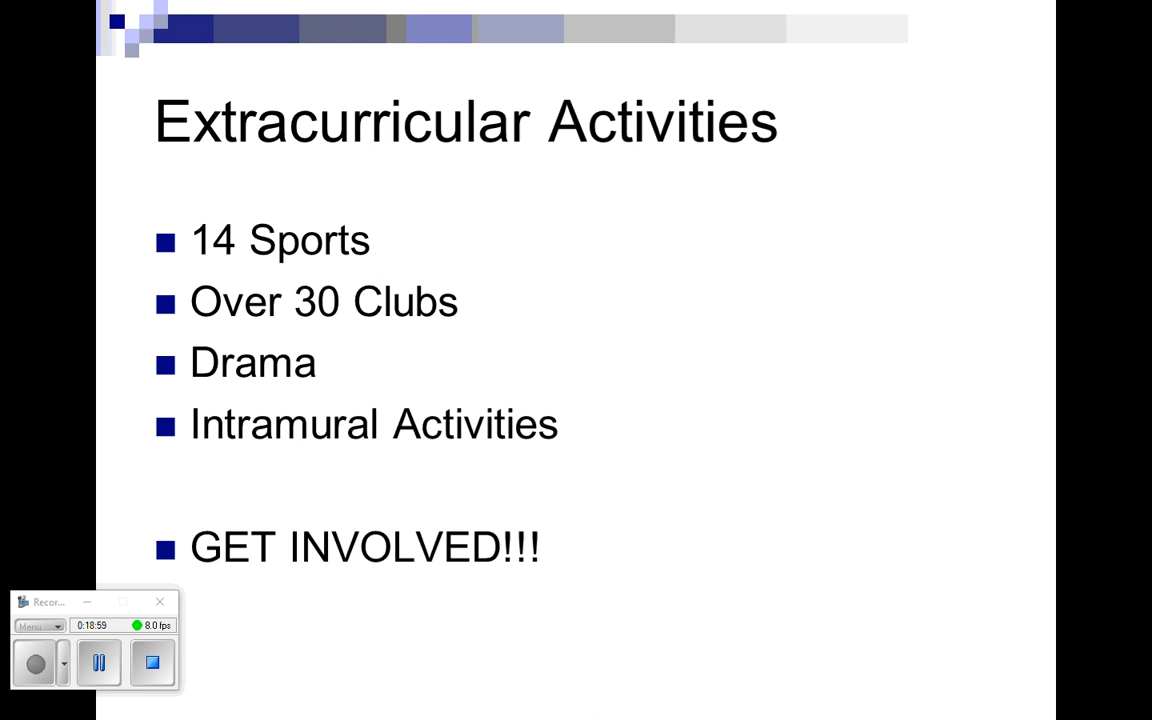 Extracurricular Activities
14 Sports
Over 30 Clubs
Drama
Intramural Activities
GET INVOLVED!!!
Recor...
Menu
0:18:59
8.0 fps